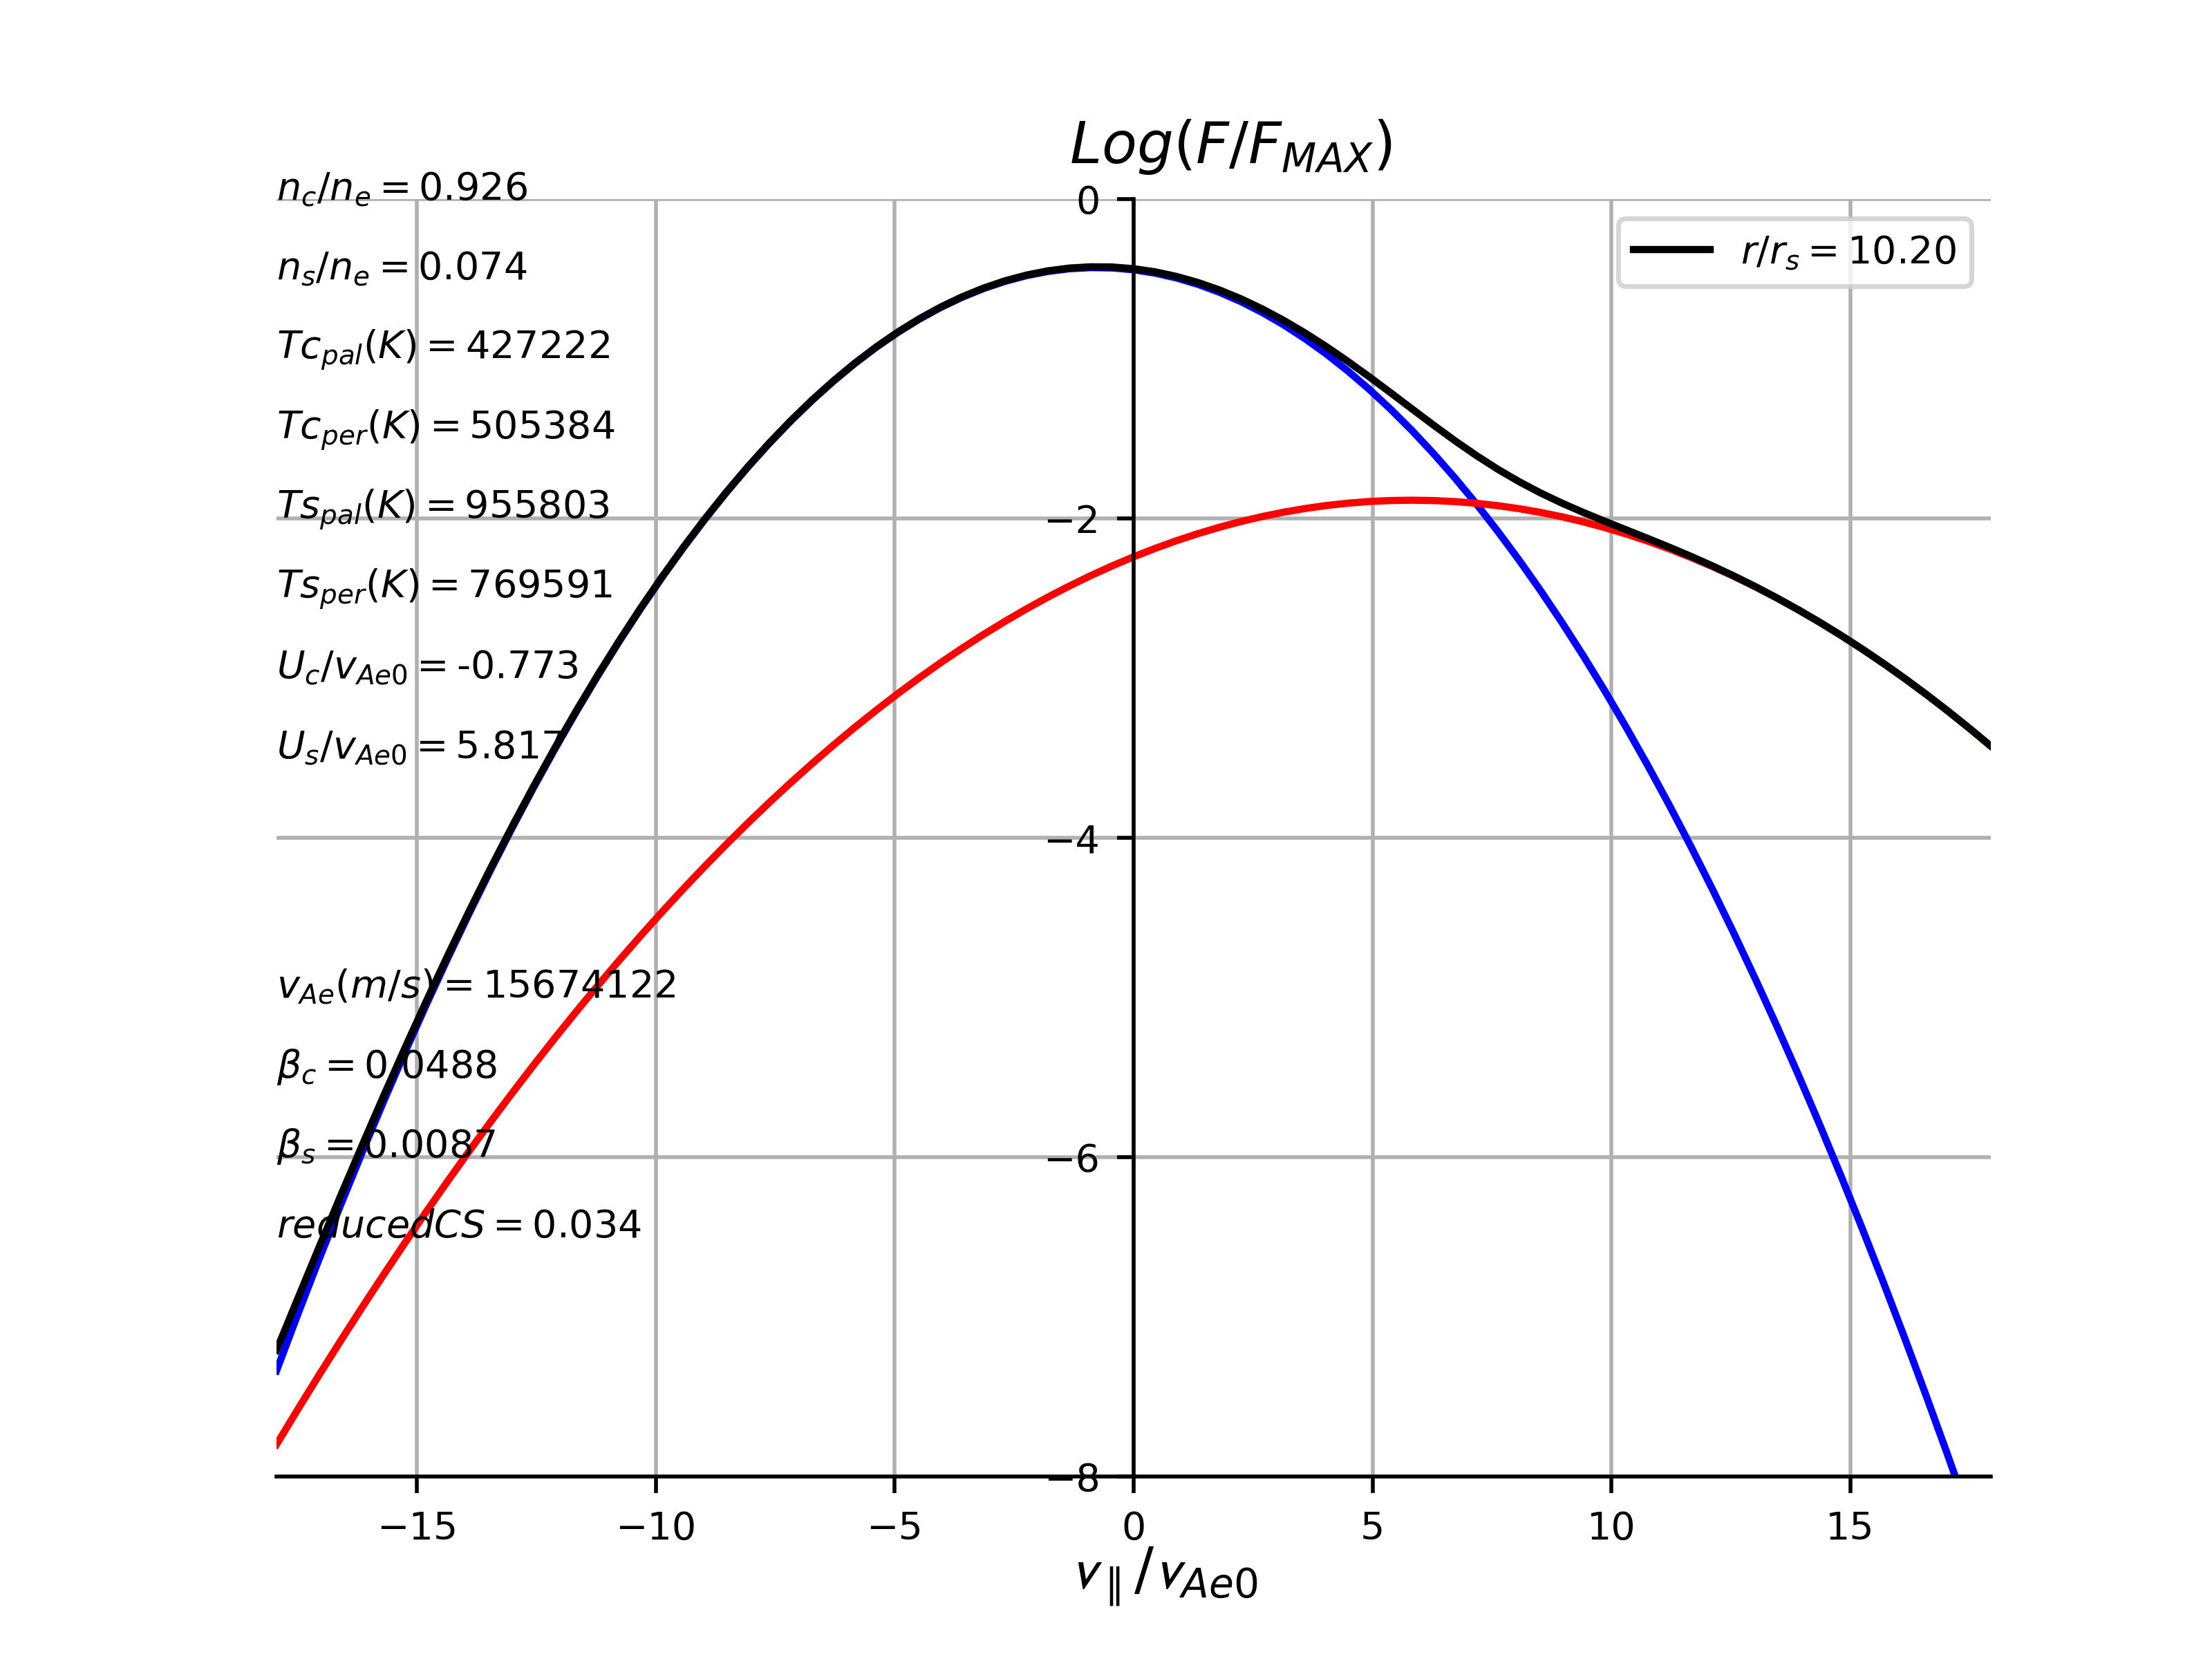 Log(F/F_MAX)
n_c/n_e = 0.926
n_s/n_e = 0.074
Tc_pal(K) = 427222
Tc_per(K) = 505384
Ts_pal(K) = 955803
Ts_per(K) = 769591
U_c/v_Ae0 = -0.773
U_s/v_Ae0 = 5.817
v_Ae(m/s) = 15674122
β_c = 0.0488
β_s = 0.0087
reducedCS = 0.034
r/r_s = 10.20
0
−2
−4
−6
−8
−15 −10 −5 0 5 10 15
v_∥/v_Ae0